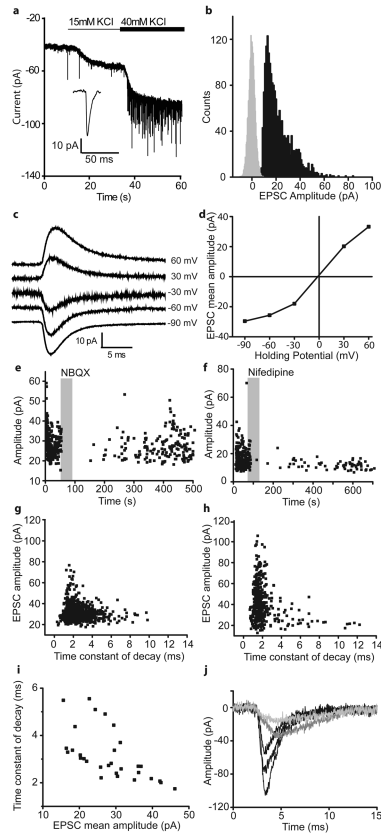 a
15mM KCl 40mM KCl
-20
-60
-100
-140
Current (pA)
10 pA
50 ms
0 20 40 60
Time (s)
b
120
80
40
0
Counts
0 20 40 60 80 100
EPSC Amplitude (pA)
c
60 mV
30 mV
-30 mV
-60 mV
-90 mV
10 pA
5 ms
d
40
20
0
-20
-40
EPSC mean amplitude (pA)
-90 -60 -30 0 30 60
Holding Potential (mV)
e
NBQX
60
50
40
30
20
10
Amplitude (pA)
0 100 200 300 400 500
Time (s)
f
Nifedipine
70
60
50
40
30
20
10
0
Amplitude (pA)
0 200 400 600
Time (s)
g
120
100
80
60
40
20
EPSC amplitude (pA)
0 2 4 6 8 10 12 14
Time constant of decay (ms)
h
120
100
80
60
40
20
EPSC amplitude (pA)
0 2 4 6 8 10 12 14
Time constant of decay (ms)
i
6
4
2
Time constant of decay (ms)
10 20 30 40 50
EPSC mean amplitude (pA)
j
0
-40
-80
-120
Amplitude (pA)
0 5 10 15
Time (ms)